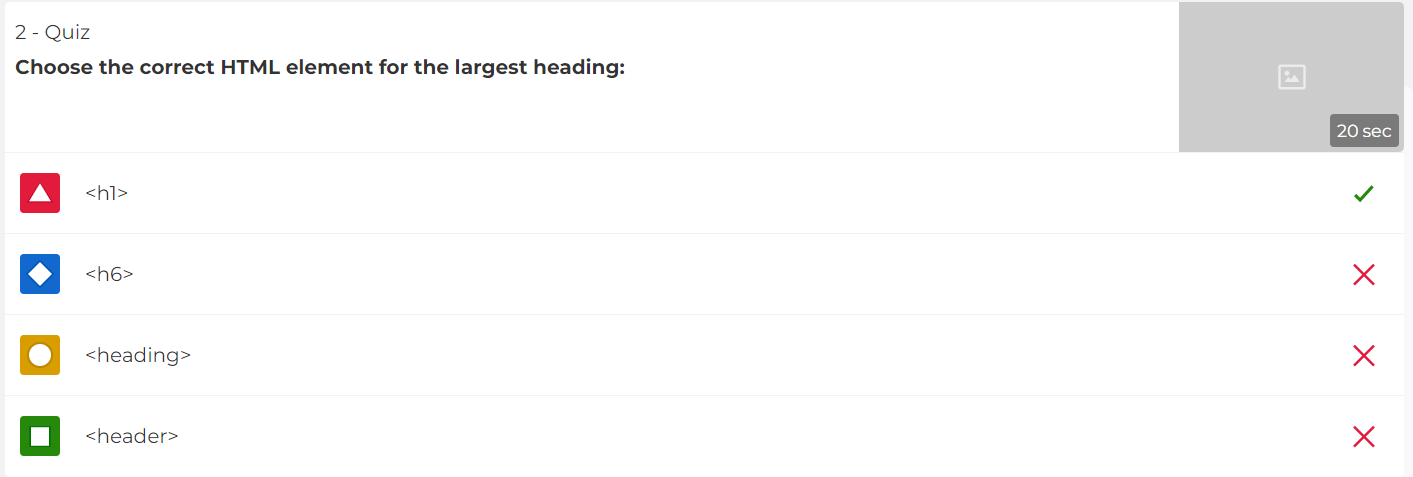 2 - Quiz
Choose the correct HTML element for the largest heading:
20 sec
<h1>
<h6>
<heading>
<header>